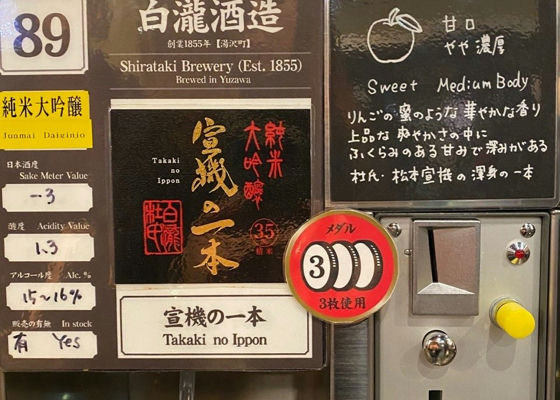 89
白瀧酒造
創業1855年【湯沢町】
Shirataki Brewery (Est. 1855)
Brewed in Yuzawa
純米大吟醸
Junmai Daiginjo
日本酒度
Sake Meter Value
-3
酸度 Acidity Value
1.3
アルコール度 Alc. %
15~16%
販売の有無 In stock
有 Yes
純米
大吟醸
宣機の一本
Takaki
no
Ippon
白瀧
杜氏
35
精米
宣機の一本
Takaki no Ippon
甘口
やや濃厚
Sweet Medium Body
りんごの蜜のような華やかな香り
上品な爽やかさの中に
ふくらみのある甘みで深みがある
杜氏・松本宣機の渾身の一本
メダル
3
3枚使用